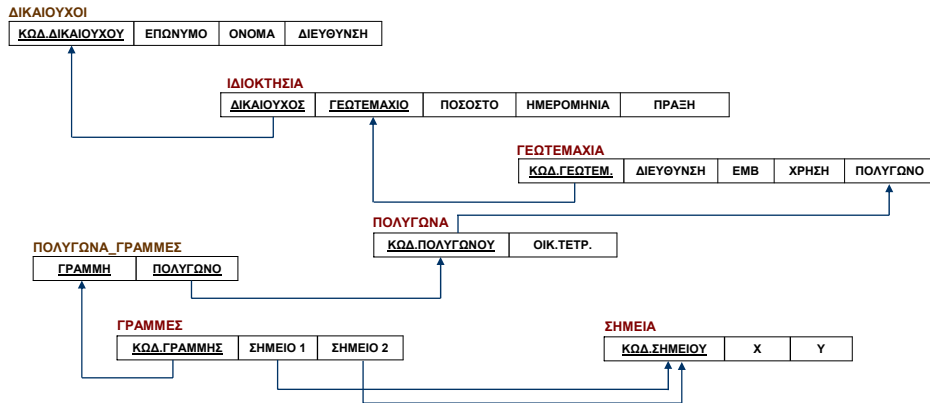 ΔΙΚΑΙΟΥΧΟΙ
ΚΩΔ.ΔΙΚΑΙΟΥΧΟΥ ΕΠΩΝΥΜΟ ΟΝΟΜΑ ΔΙΕΥΘΥΝΣΗ
ΙΔΙΟΚΤΗΣΙΑ
ΔΙΚΑΙΟΥΧΟΣ ΓΕΩΤΕΜΑΧΙΟ ΠΟΣΟΣΤΟ ΗΜΕΡΟΜΗΝΙΑ ΠΡΑΞΗ
ΓΕΩΤΕΜΑΧΙΑ
ΚΩΔ.ΓΕΩΤΕΜ. ΔΙΕΥΘΥΝΣΗ ΕΜΒ ΧΡΗΣΗ ΠΟΛΥΓΩΝΟ
ΠΟΛΥΓΩΝΑ
ΚΩΔ.ΠΟΛΥΓΩΝΟΥ ΟΙΚ.ΤΕΤΡ.
ΠΟΛΥΓΩΝΑ_ΓΡΑΜΜΕΣ
ΓΡΑΜΜΗ ΠΟΛΥΓΩΝΟ
ΓΡΑΜΜΕΣ
ΚΩΔ.ΓΡΑΜΜΗΣ ΣΗΜΕΙΟ 1 ΣΗΜΕΙΟ 2
ΣΗΜΕΙΑ
ΚΩΔ.ΣΗΜΕΙΟΥ Χ Υ